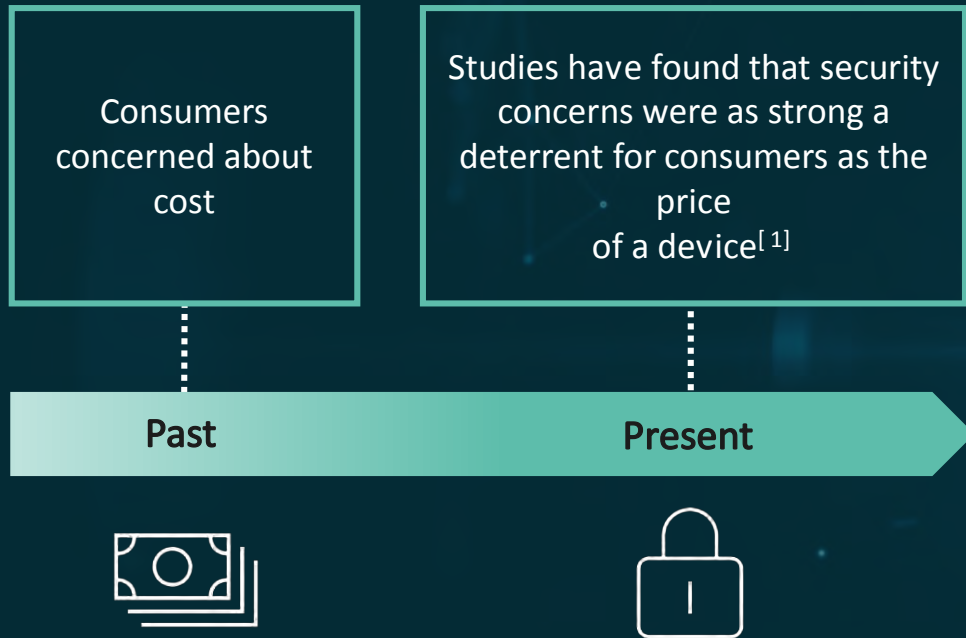 Consumers
concerned about
cost
Studies have found that security
concerns were as strong a
deterrent for consumers as the
price
of a device[ 1]
Past
Present